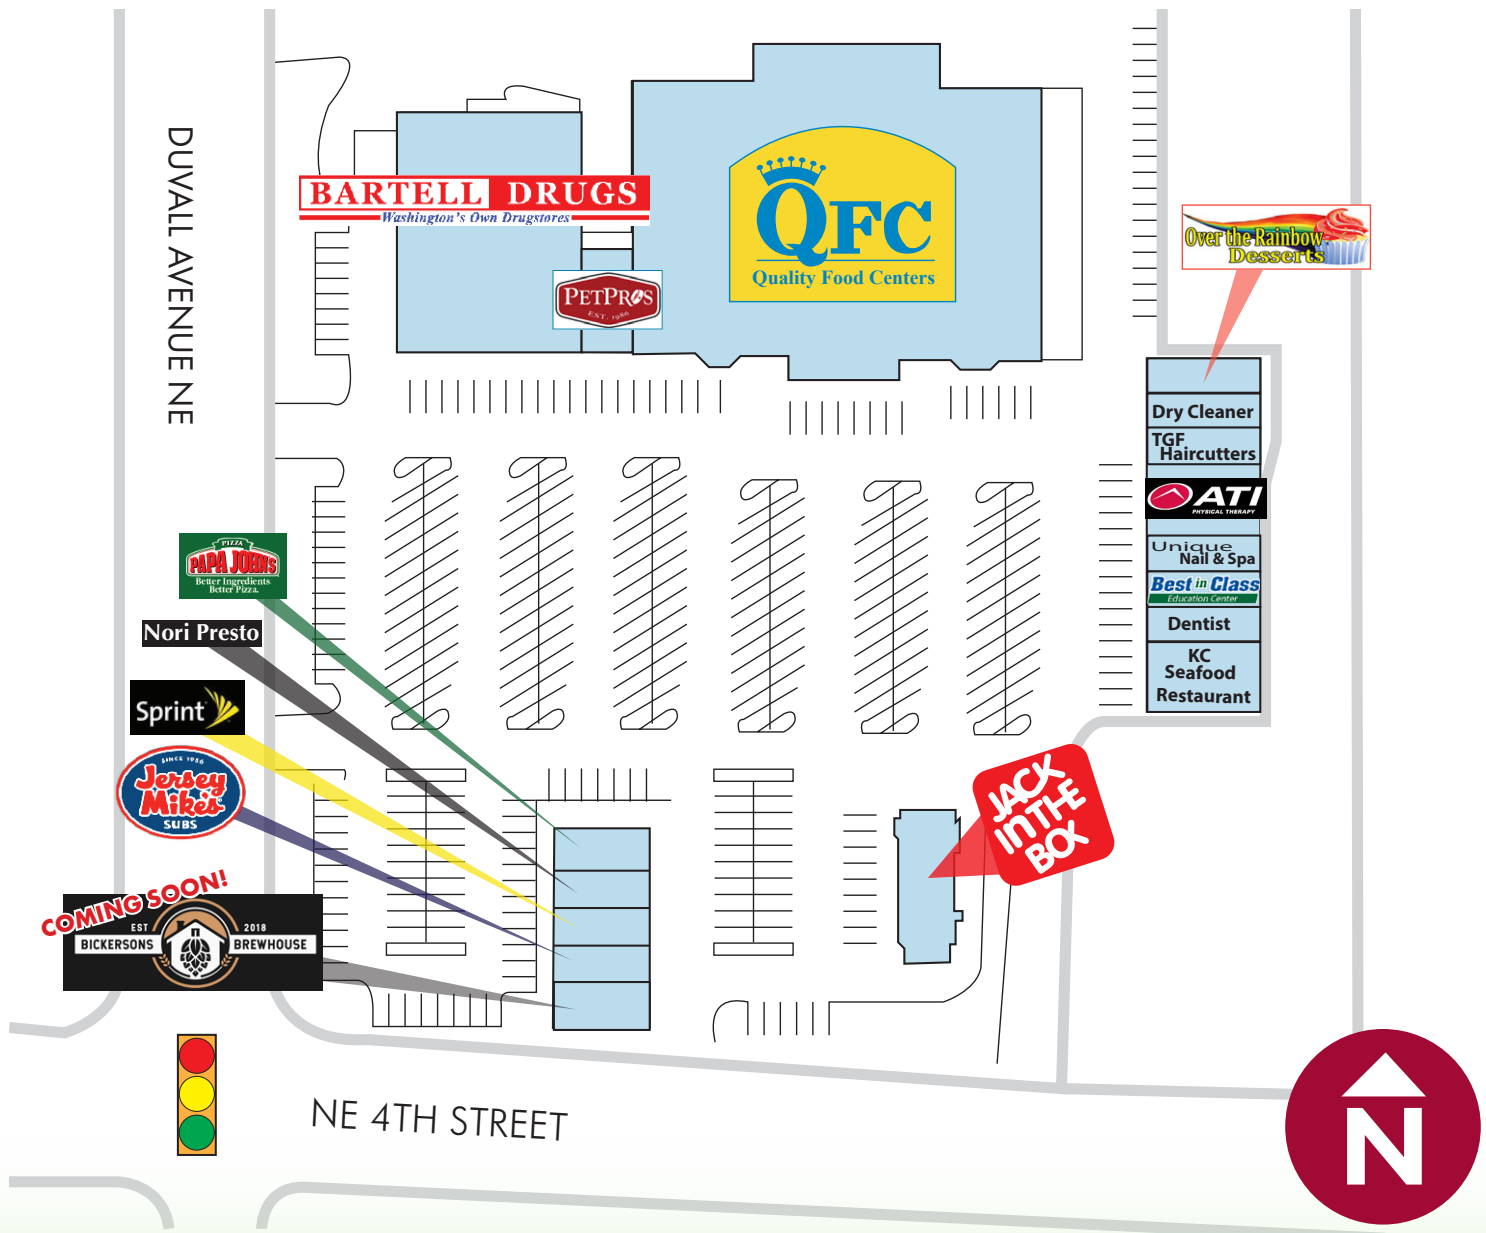 DUVALL AVENUE NE
BARTELL DRUGS
Washington's Own Drugstores
PETPROS
EST. 1986
QFC
Quality Food Centers
Over the Rainbow
Desserts
Dry Cleaner
TGF
Haircutters
ATI
PHYSICAL THERAPY
Unique
Nail & Spa
Best in Class
Education Center
Dentist
KC
Seafood
Restaurant
PIZZA
PAPA JOHNS
Better Ingredients.
Better Pizza.
Nori Presto
Sprint
SINCE 1956
Jersey
Mike's
SUBS
COMING SOON!
EST 2018
BICKERSONS BREWHOUSE
JACK
IN THE
BOX
NE 4TH STREET
N